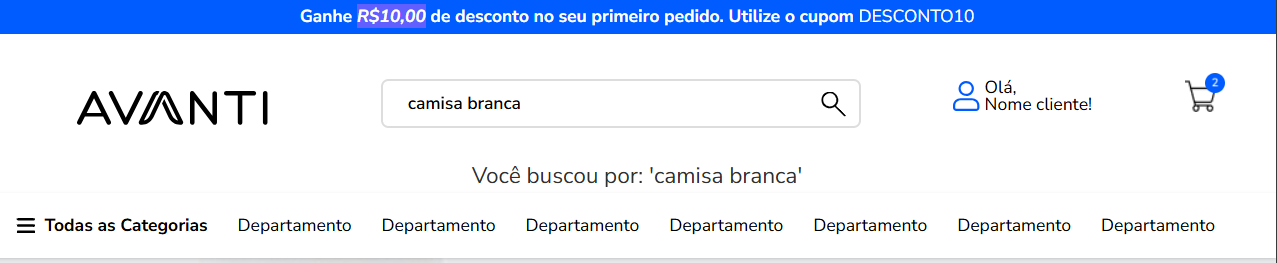 Ganhe R$10,00 de desconto no seu primeiro pedido. Utilize o cupom DESCONTO10
AVANTI
camisa branca
Olá,
Nome cliente!
2
Você buscou por: 'camisa branca'
Todas as Categorias Departamento Departamento Departamento Departamento Departamento Departamento Departamento